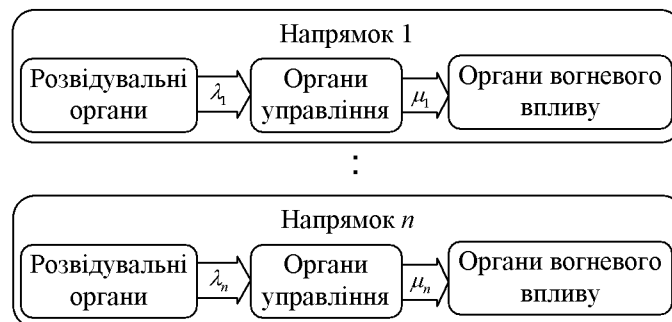 Напрямок 1
Розвідувальні
органи
λ₁
Органи
управління
μ₁
Органи вогневого
впливу
:
Напрямок n
Розвідувальні
органи
λₙ
Органи
управління
μₙ
Органи вогневого
впливу